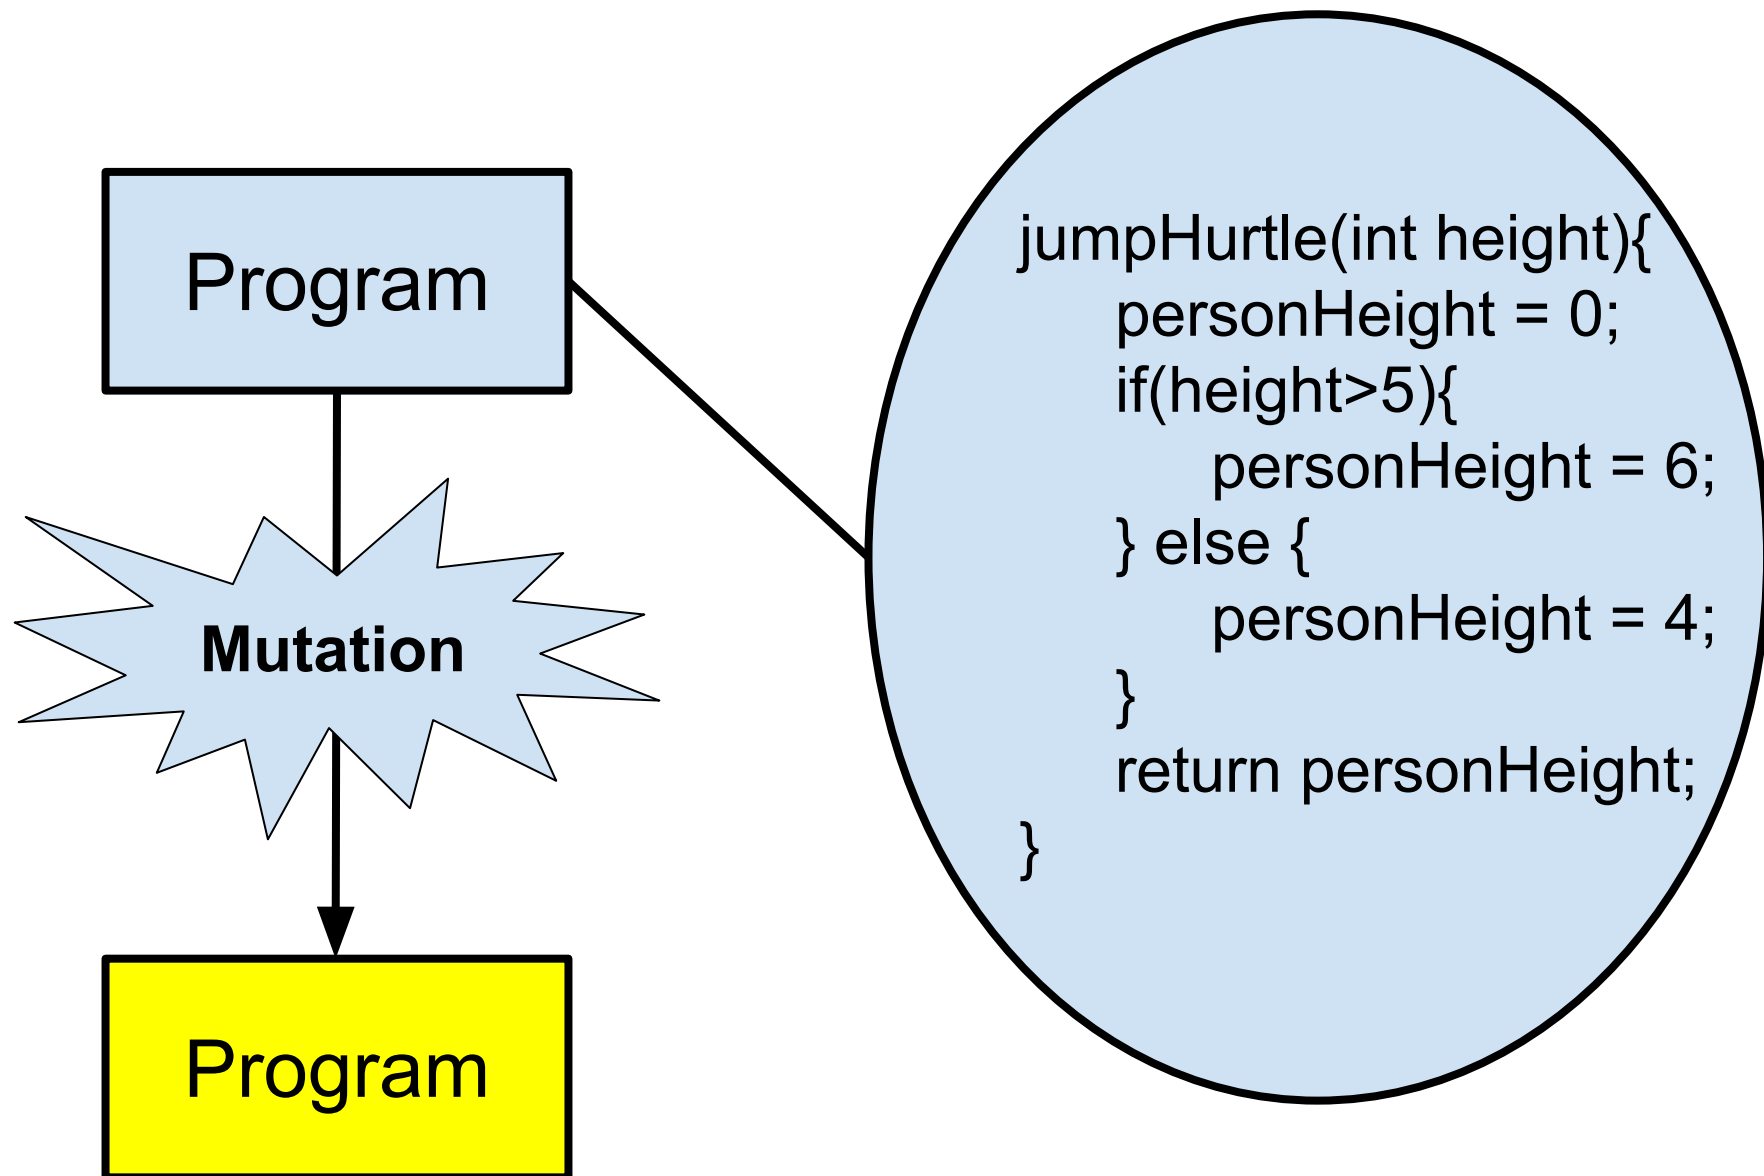 Program
Mutation
Program
jumpHurtle(int height){
personHeight = 0;
if(height>5){
personHeight = 6;
} else {
personHeight = 4;
}
return personHeight;
}